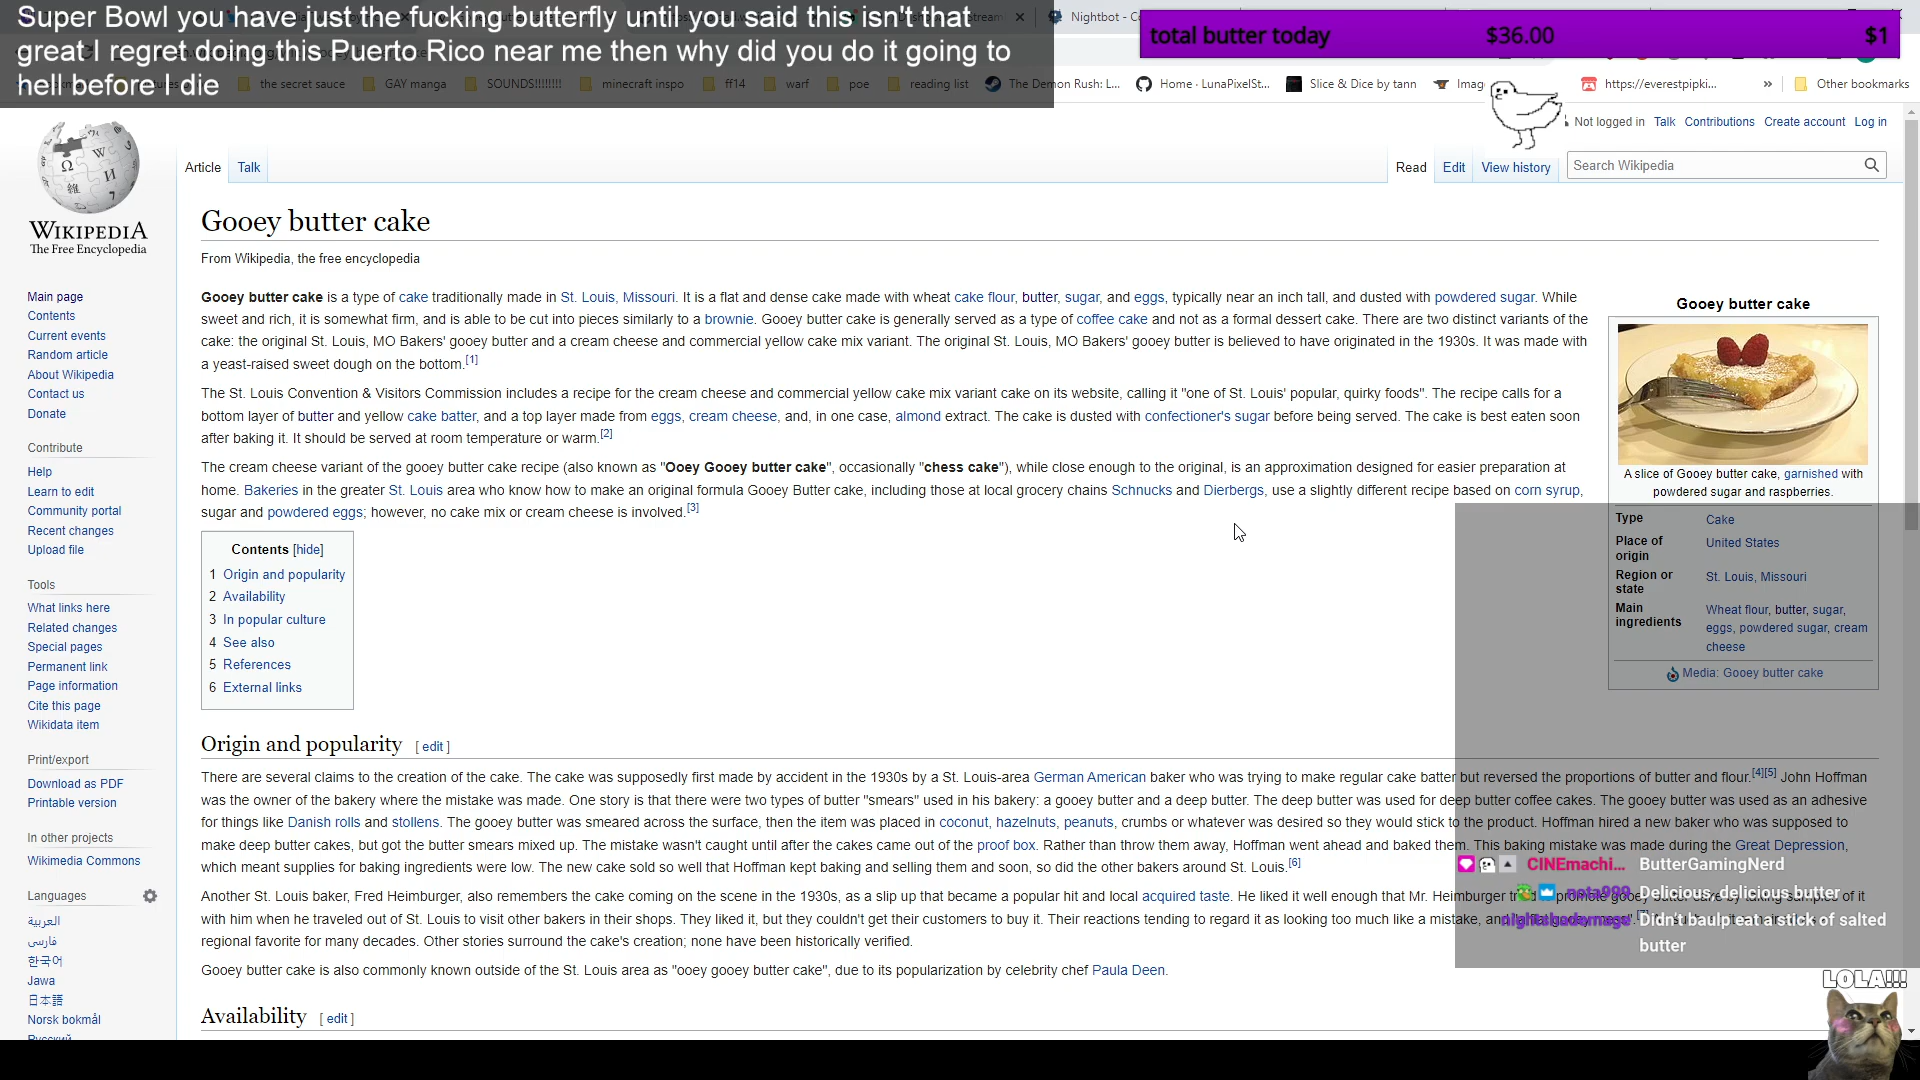 Super Bowl you have just the fucking butterfly until you said this isn't that
great I regret doing this Puerto Rico near me then why did you do it going to
hell before I die
total butter today $36.00 $1
Nightbot - C
the secret sauce GAY manga SOUNDS!!!!!!!! minecraft inspo ff14 warf poe reading list The Demon Rush: L... Home · LunaPixelSt... Slice & Dice by tann Imag https://everestpipki... » Other bookmarks
Not logged in Talk Contributions Create account Log in
Article Talk Read Edit View history Search Wikipedia
WIKIPEDIA
The Free Encyclopedia
Main page
Contents
Current events
Random article
About Wikipedia
Contact us
Donate
Contribute
Help
Learn to edit
Community portal
Recent changes
Upload file
Tools
What links here
Related changes
Special pages
Permanent link
Page information
Cite this page
Wikidata item
Print/export
Download as PDF
Printable version
In other projects
Wikimedia Commons
Languages
العربية
فارسی
한국어
Jawa
日本語
Norsk bokmål
Русский
Gooey butter cake
From Wikipedia, the free encyclopedia
Gooey butter cake is a type of cake traditionally made in St. Louis, Missouri. It is a flat and dense cake made with wheat cake flour, butter, sugar, and eggs, typically near an inch tall, and dusted with powdered sugar. While
sweet and rich, it is somewhat firm, and is able to be cut into pieces similarly to a brownie. Gooey butter cake is generally served as a type of coffee cake and not as a formal dessert cake. There are two distinct variants of the
cake: the original St. Louis, MO Bakers' gooey butter and a cream cheese and commercial yellow cake mix variant. The original St. Louis, MO Bakers' gooey butter is believed to have originated in the 1930s. It was made with
a yeast-raised sweet dough on the bottom.[1]
The St. Louis Convention & Visitors Commission includes a recipe for the cream cheese and commercial yellow cake mix variant cake on its website, calling it "one of St. Louis' popular, quirky foods". The recipe calls for a
bottom layer of butter and yellow cake batter, and a top layer made from eggs, cream cheese, and, in one case, almond extract. The cake is dusted with confectioner's sugar before being served. The cake is best eaten soon
after baking it. It should be served at room temperature or warm.[2]
The cream cheese variant of the gooey butter cake recipe (also known as "Ooey Gooey butter cake", occasionally "chess cake"), while close enough to the original, is an approximation designed for easier preparation at
home. Bakeries in the greater St. Louis area who know how to make an original formula Gooey Butter cake, including those at local grocery chains Schnucks and Dierbergs, use a slightly different recipe based on corn syrup,
sugar and powdered eggs; however, no cake mix or cream cheese is involved.[3]
Gooey butter cake
A slice of Gooey butter cake, garnished with
powdered sugar and raspberries.
Type Cake
Place of origin United States
Region or state St. Louis, Missouri
Main ingredients Wheat flour, butter, sugar,
eggs, powdered sugar, cream
cheese
Media: Gooey butter cake
Contents [hide]
1 Origin and popularity
2 Availability
3 In popular culture
4 See also
5 References
6 External links
Origin and popularity [ edit ]
There are several claims to the creation of the cake. The cake was supposedly first made by accident in the 1930s by a St. Louis-area German American baker who was trying to make regular cake batter but reversed the proportions of butter and flour.[4][5] John Hoffman
was the owner of the bakery where the mistake was made. One story is that there were two types of butter "smears" used in his bakery: a gooey butter and a deep butter. The deep butter was used for deep butter coffee cakes. The gooey butter was used as an adhesive
for things like Danish rolls and stollens. The gooey butter was smeared across the surface, then the item was placed in coconut, hazelnuts, peanuts, crumbs or whatever was desired so they would stick to the product. Hoffman hired a new baker who was supposed to
make deep butter cakes, but got the butter smears mixed up. The mistake wasn't caught until after the cakes came out of the proof box. Rather than throw them away, Hoffman went ahead and baked them. This baking mistake was made during the Great Depression,
which meant supplies for baking ingredients were low. The new cake sold so well that Hoffman kept baking and selling them and soon, so did the other bakers around St. Louis.[6]
Another St. Louis baker, Fred Heimburger, also remembers the cake coming on the scene in the 1930s, as a slip up that became a popular hit and local acquired taste. He liked it well enough that Mr. Heimburger
with him when he traveled out of St. Louis to visit other bakers in their shops. They liked it, but they couldn't get their customers to buy it. Their reactions tending to regard it as looking too much like a mistake, and
regional favorite for many decades. Other stories surround the cake's creation; none have been historically verified.
Gooey butter cake is also commonly known outside of the St. Louis area as "ooey gooey butter cake", due to its popularization by celebrity chef Paula Deen.
Availability [ edit ]
CINEmachi... ButterGamingNerd
nota999 Delicious, delicious butter
Didn't baulp eat a stick of salted
butter
LOLA!!!